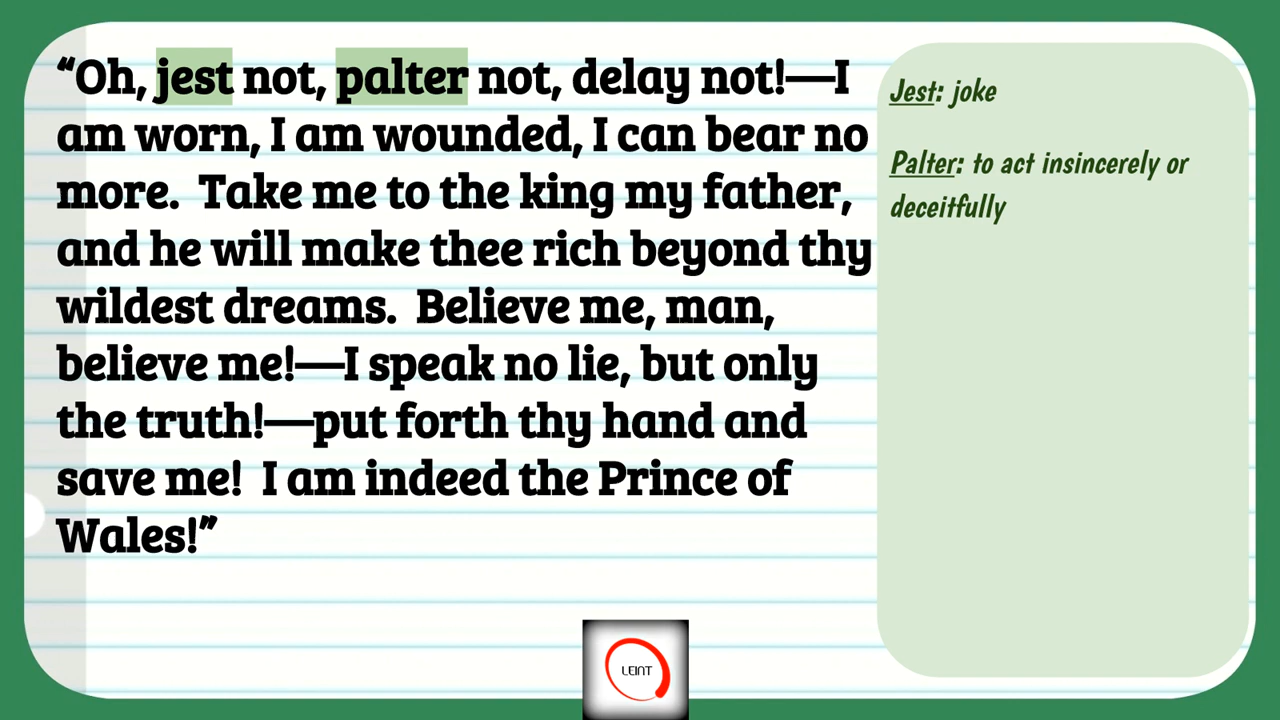 “Oh, jest not, palter not, delay not!—I
am worn, I am wounded, I can bear no
more.  Take me to the king my father,
and he will make thee rich beyond thy
wildest dreams.  Believe me, man,
believe me!—I speak no lie, but only
the truth!—put forth thy hand and
save me!  I am indeed the Prince of
Wales!”
Jest: joke
Palter: to act insincerely or
deceitfully
LEINT